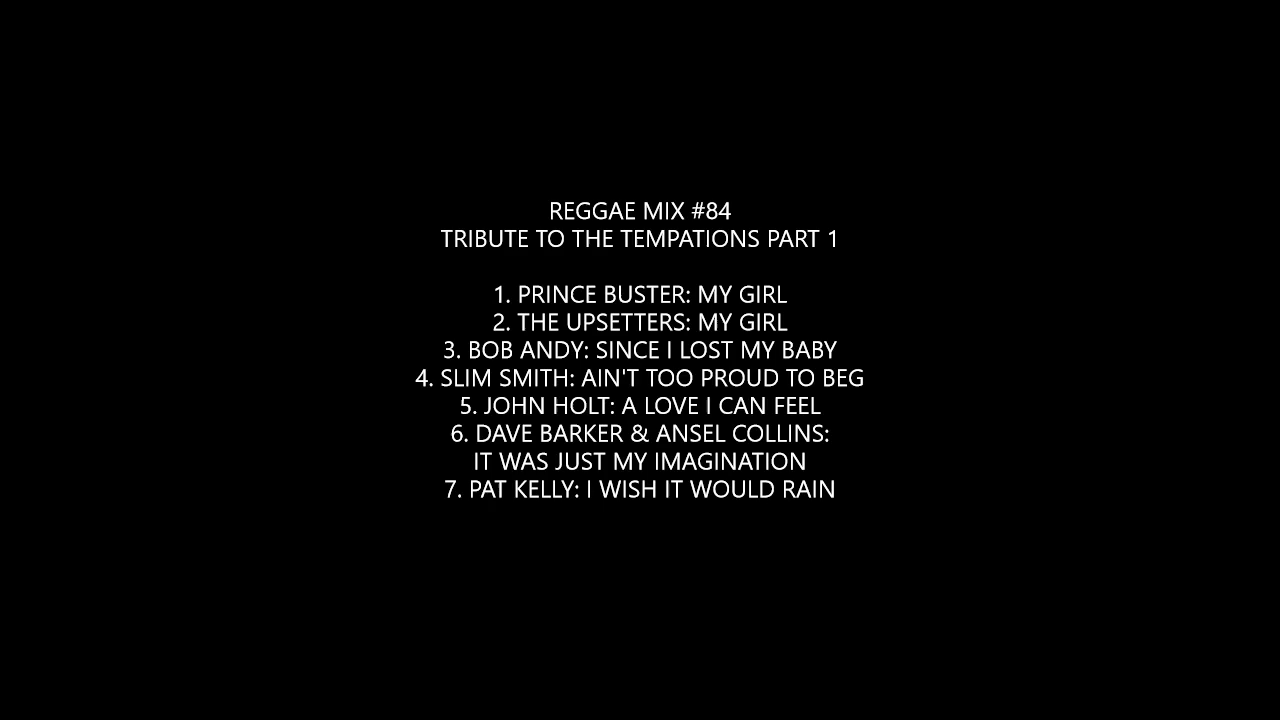 REGGAE MIX #84
TRIBUTE TO THE TEMPATIONS PART 1
1. PRINCE BUSTER: MY GIRL
2. THE UPSETTERS: MY GIRL
3. BOB ANDY: SINCE I LOST MY BABY
4. SLIM SMITH: AIN'T TOO PROUD TO BEG
5. JOHN HOLT: A LOVE I CAN FEEL
6. DAVE BARKER & ANSEL COLLINS:
IT WAS JUST MY IMAGINATION
7. PAT KELLY: I WISH IT WOULD RAIN